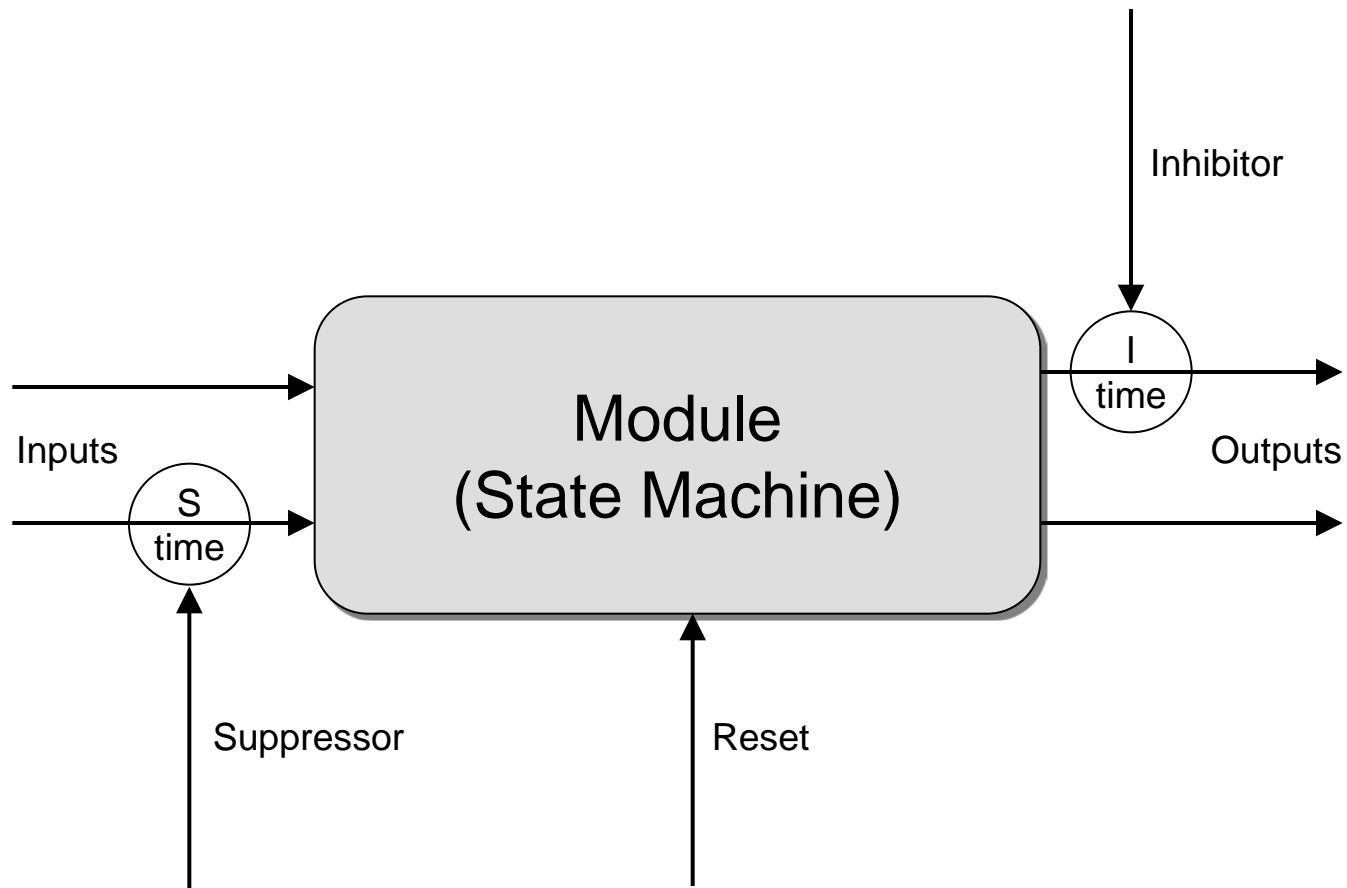 Inhibitor
I
time
Module
(State Machine)
Inputs
Outputs
S
time
Suppressor
Reset